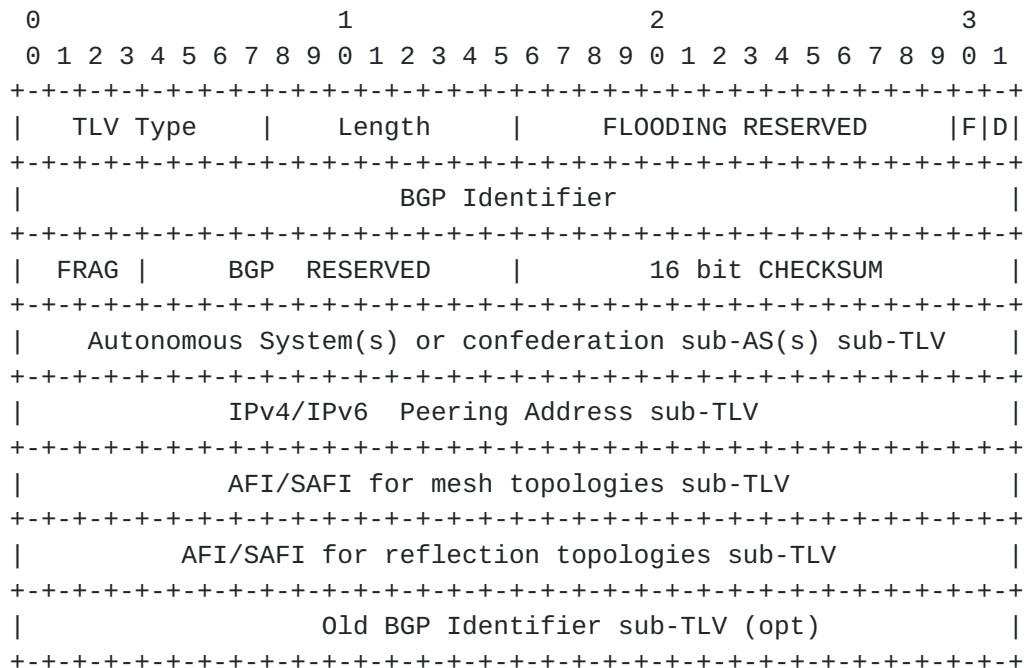 0                   1                   2                   3
 0 1 2 3 4 5 6 7 8 9 0 1 2 3 4 5 6 7 8 9 0 1 2 3 4 5 6 7 8 9 0 1
+-+-+-+-+-+-+-+-+-+-+-+-+-+-+-+-+-+-+-+-+-+-+-+-+-+-+-+-+-+-+-+-+
|   TLV Type    |    Length     |     FLOODING RESERVED     |F|D|
+-+-+-+-+-+-+-+-+-+-+-+-+-+-+-+-+-+-+-+-+-+-+-+-+-+-+-+-+-+-+-+-+
|                        BGP Identifier                         |
+-+-+-+-+-+-+-+-+-+-+-+-+-+-+-+-+-+-+-+-+-+-+-+-+-+-+-+-+-+-+-+-+
|  FRAG |     BGP  RESERVED     |        16 bit CHECKSUM        |
+-+-+-+-+-+-+-+-+-+-+-+-+-+-+-+-+-+-+-+-+-+-+-+-+-+-+-+-+-+-+-+-+
|    Autonomous System(s) or confederation sub-AS(s) sub-TLV    |
+-+-+-+-+-+-+-+-+-+-+-+-+-+-+-+-+-+-+-+-+-+-+-+-+-+-+-+-+-+-+-+-+
|             IPv4/IPv6  Peering Address sub-TLV                |
+-+-+-+-+-+-+-+-+-+-+-+-+-+-+-+-+-+-+-+-+-+-+-+-+-+-+-+-+-+-+-+-+
|             AFI/SAFI for mesh topologies sub-TLV              |
+-+-+-+-+-+-+-+-+-+-+-+-+-+-+-+-+-+-+-+-+-+-+-+-+-+-+-+-+-+-+-+-+
|          AFI/SAFI for reflection topologies sub-TLV           |
+-+-+-+-+-+-+-+-+-+-+-+-+-+-+-+-+-+-+-+-+-+-+-+-+-+-+-+-+-+-+-+-+
|                   Old BGP Identifier sub-TLV (opt)            |
+-+-+-+-+-+-+-+-+-+-+-+-+-+-+-+-+-+-+-+-+-+-+-+-+-+-+-+-+-+-+-+-+